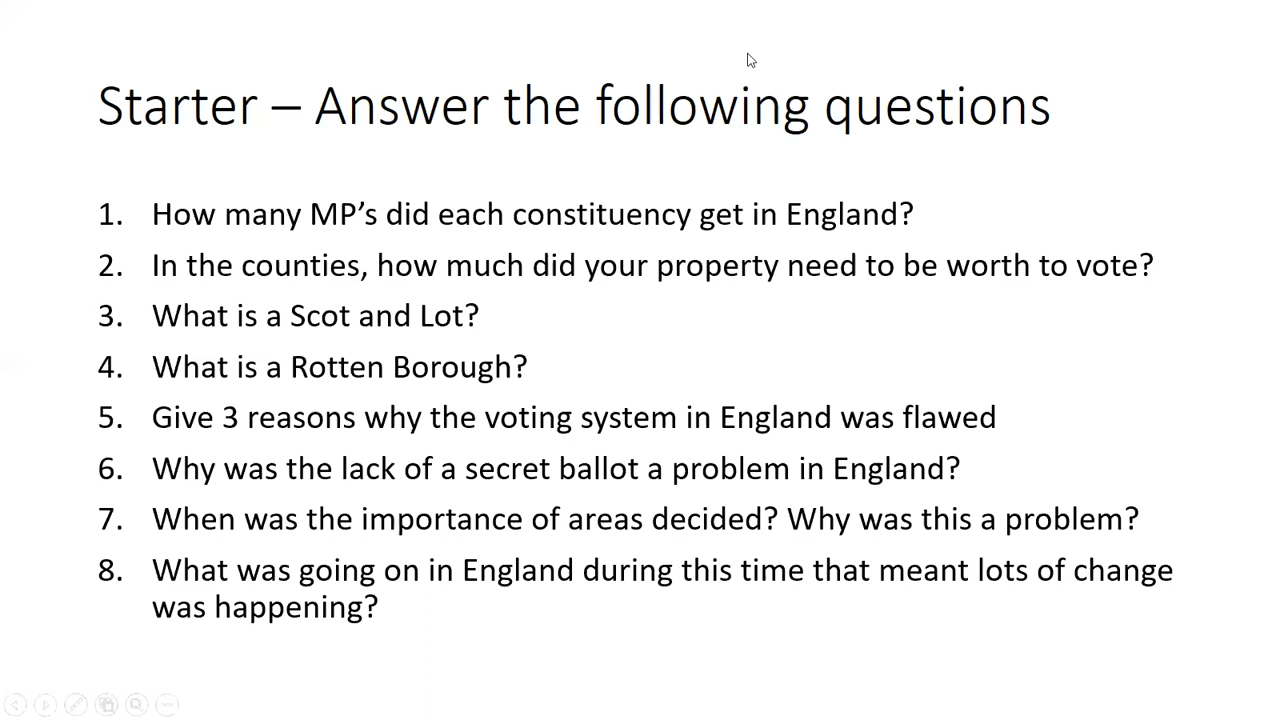 Starter – Answer the following questions
1. How many MP’s did each constituency get in England?
2. In the counties, how much did your property need to be worth to vote?
3. What is a Scot and Lot?
4. What is a Rotten Borough?
5. Give 3 reasons why the voting system in England was flawed
6. Why was the lack of a secret ballot a problem in England?
7. When was the importance of areas decided? Why was this a problem?
8. What was going on in England during this time that meant lots of change
was happening?